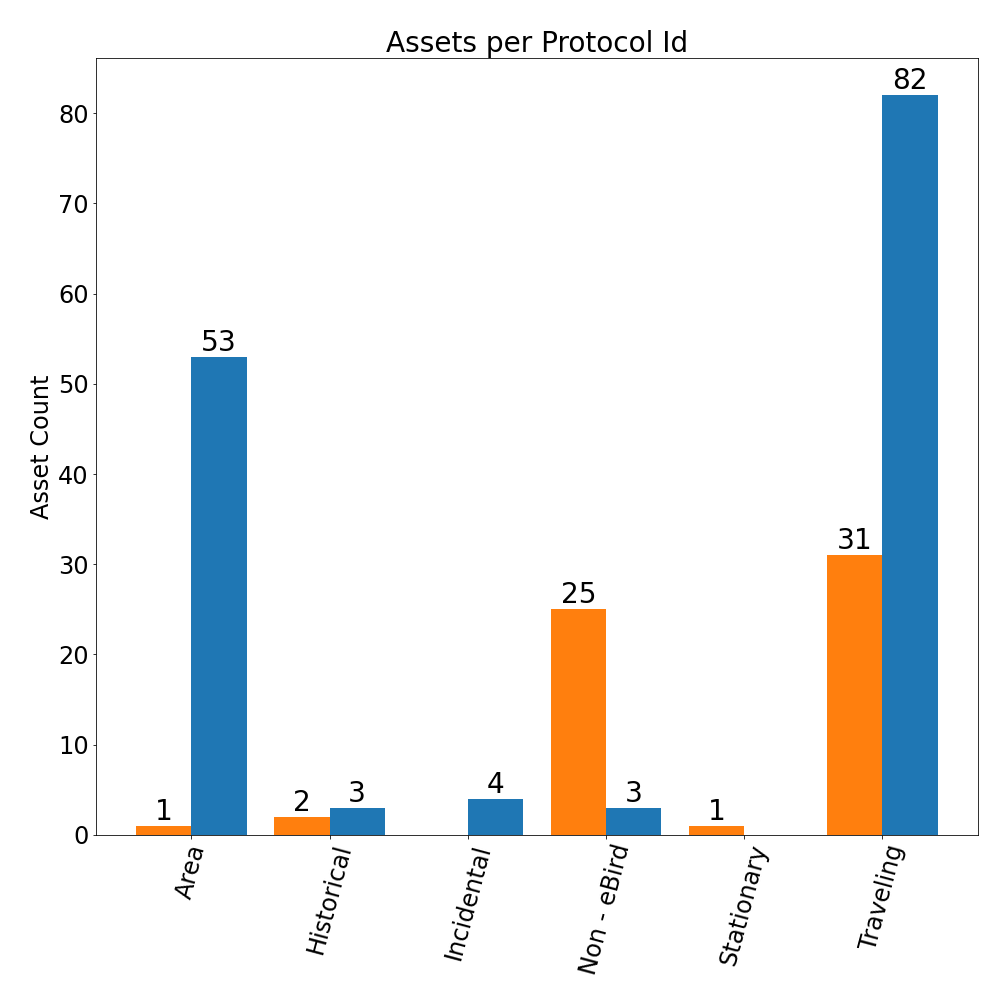 Assets per Protocol Id
Asset Count
80
70
60
50
40
30
20
10
0
1
53
2
3
4
25
3
1
31
82
Area
Historical
Incidental
Non - eBird
Stationary
Traveling